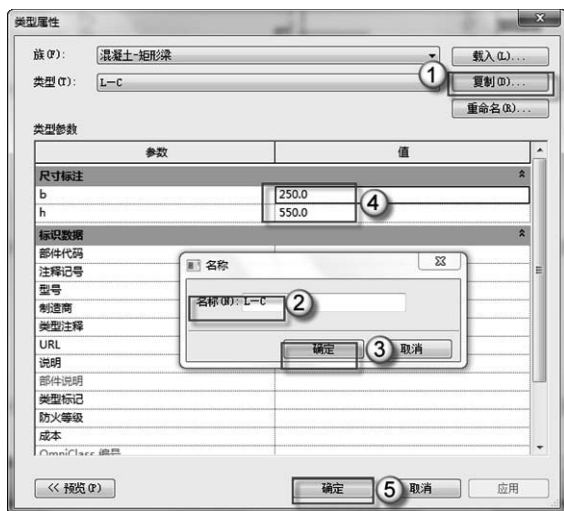 类型属性
族(F): 混凝土-矩形梁 载入(L)...
类型(T): L—C ① 复制(D)...
重命名(R)...
类型参数
参数 值
尺寸标注
b 250.0
h 550.0 ④
标识数据
部件代码
注释记号
型号
制造商
类型注释
URL
说明
部件说明
类型标记
防火等级
成本
OmniClass 编号
名称
名称(N): L—C ②
确定 ③ 取消
<< 预览(P) 确定 ⑤ 取消 应用